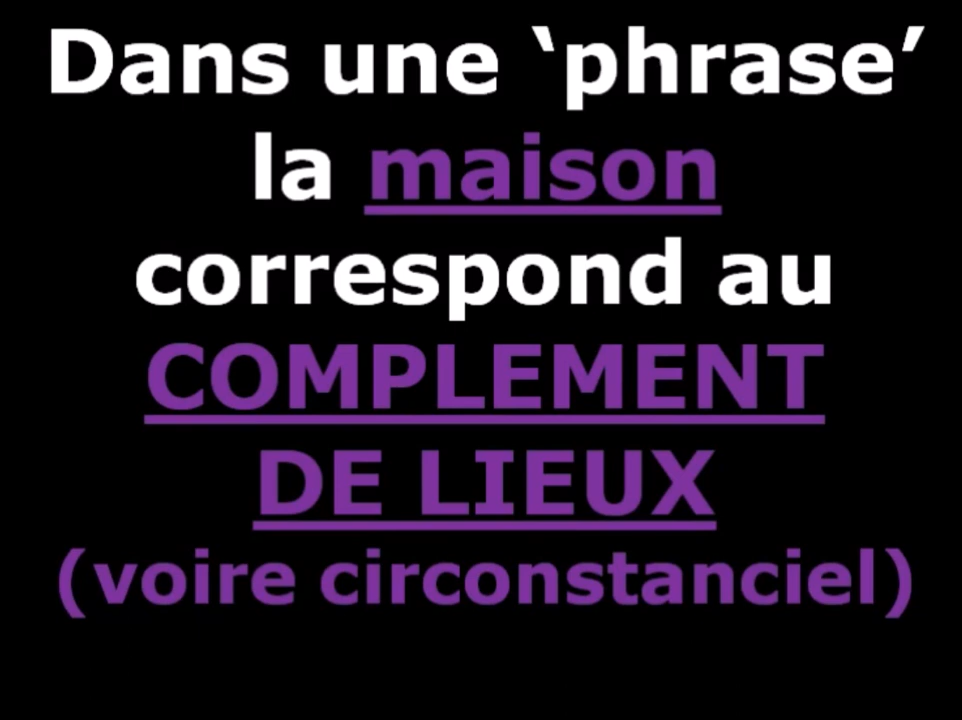 Dans une ‘phrase’
la maison
correspond au
COMPLEMENT
DE LIEUX
(voire circonstanciel)